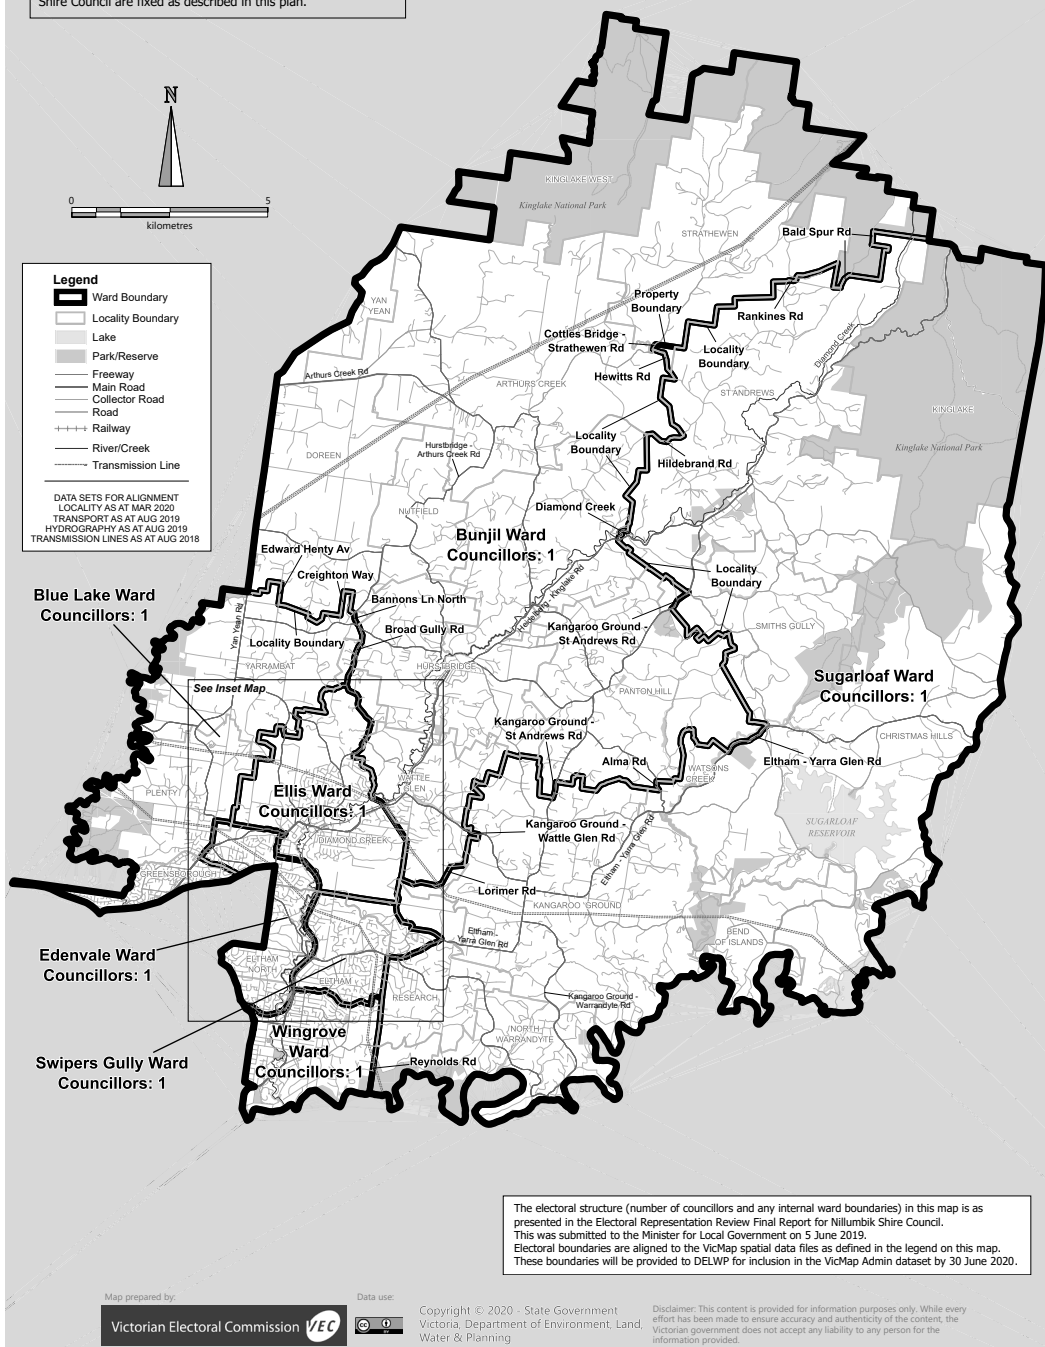 Shire Council are fixed as described in this plan.
N
0 5
kilometres
Legend
Ward Boundary
Locality Boundary
Lake
Park/Reserve
Freeway
Main Road
Collector Road
Road
Railway
River/Creek
Transmission Line
DATA SETS FOR ALIGNMENT
LOCALITY AS AT MAR 2020
TRANSPORT AS AT AUG 2019
HYDROGRAPHY AS AT AUG 2019
TRANSMISSION LINES AS AT AUG 2018
KINGLAKE WEST
Kinglake National Park
STRATHEWEN
Bald Spur Rd
YAN
YEAN
Property
Boundary
Rankines Rd
Cottles Bridge -
Strathewen Rd
Locality
Boundary
Diamond Creek
Hewitts Rd
Arthurs Creek Rd
ARTHURS CREEK
ST ANDREWS
KINGLAKE
Kinglake National Park
Locality
Boundary
Hurstbridge -
Arthurs Creek Rd
DOREEN
Hildebrand Rd
NUTFIELD
Diamond Creek
Bunjil Ward
Councillors: 1
Edward Henty Av
Creighton Way
Locality
Boundary
Heidelberg - Kinglake Rd
Blue Lake Ward
Councillors: 1
Bannons Ln North
Yan Yean Rd
Broad Gully Rd
Kangaroo Ground -
St Andrews Rd
SMITHS GULLY
Locality Boundary
YARRAMBAT
HURSTBRIDGE
See Inset Map
PANTON HILL
Sugarloaf Ward
Councillors: 1
Kangaroo Ground -
St Andrews Rd
CHRISTMAS HILLS
Alma Rd
Eltham - Yarra Glen Rd
WATSONS
CREEK
WATTLE
GLEN
PLENTY
Ellis Ward
Councillors: 1
Kangaroo Ground -
Wattle Glen Rd
SUGARLOAF
RESERVOIR
DIAMOND CREEK
Eltham - Yarra Glen Rd
GREENSBOROUGH
Lorimer Rd
KANGAROO GROUND
Eltham -
Yarra Glen Rd
BEND
OF ISLANDS
Edenvale Ward
Councillors: 1
ELTHAM
NORTH
ELTHAM
RESEARCH
Kangaroo Ground -
Warrandyte Rd
Wingrove
Ward
Councillors: 1
NORTH
WARRANDYTE
Swipers Gully Ward
Councillors: 1
Reynolds Rd
The electoral structure (number of councillors and any internal ward boundaries) in this map is as
presented in the Electoral Representation Review Final Report for Nillumbik Shire Council.
This was submitted to the Minister for Local Government on 5 June 2019.
Electoral boundaries are aligned to the VicMap spatial data files as defined in the legend on this map.
These boundaries will be provided to DELWP for inclusion in the VicMap Admin dataset by 30 June 2020.
Map prepared by:
Victorian Electoral Commission VEC
Data use:
cc BY
Copyright © 2020 - State Government
Victoria, Department of Environment, Land,
Water & Planning
Disclaimer: This content is provided for information purposes only. While every
effort has been made to ensure accuracy and authenticity of the content, the
Victorian government does not accept any liability to any person for the
information provided.